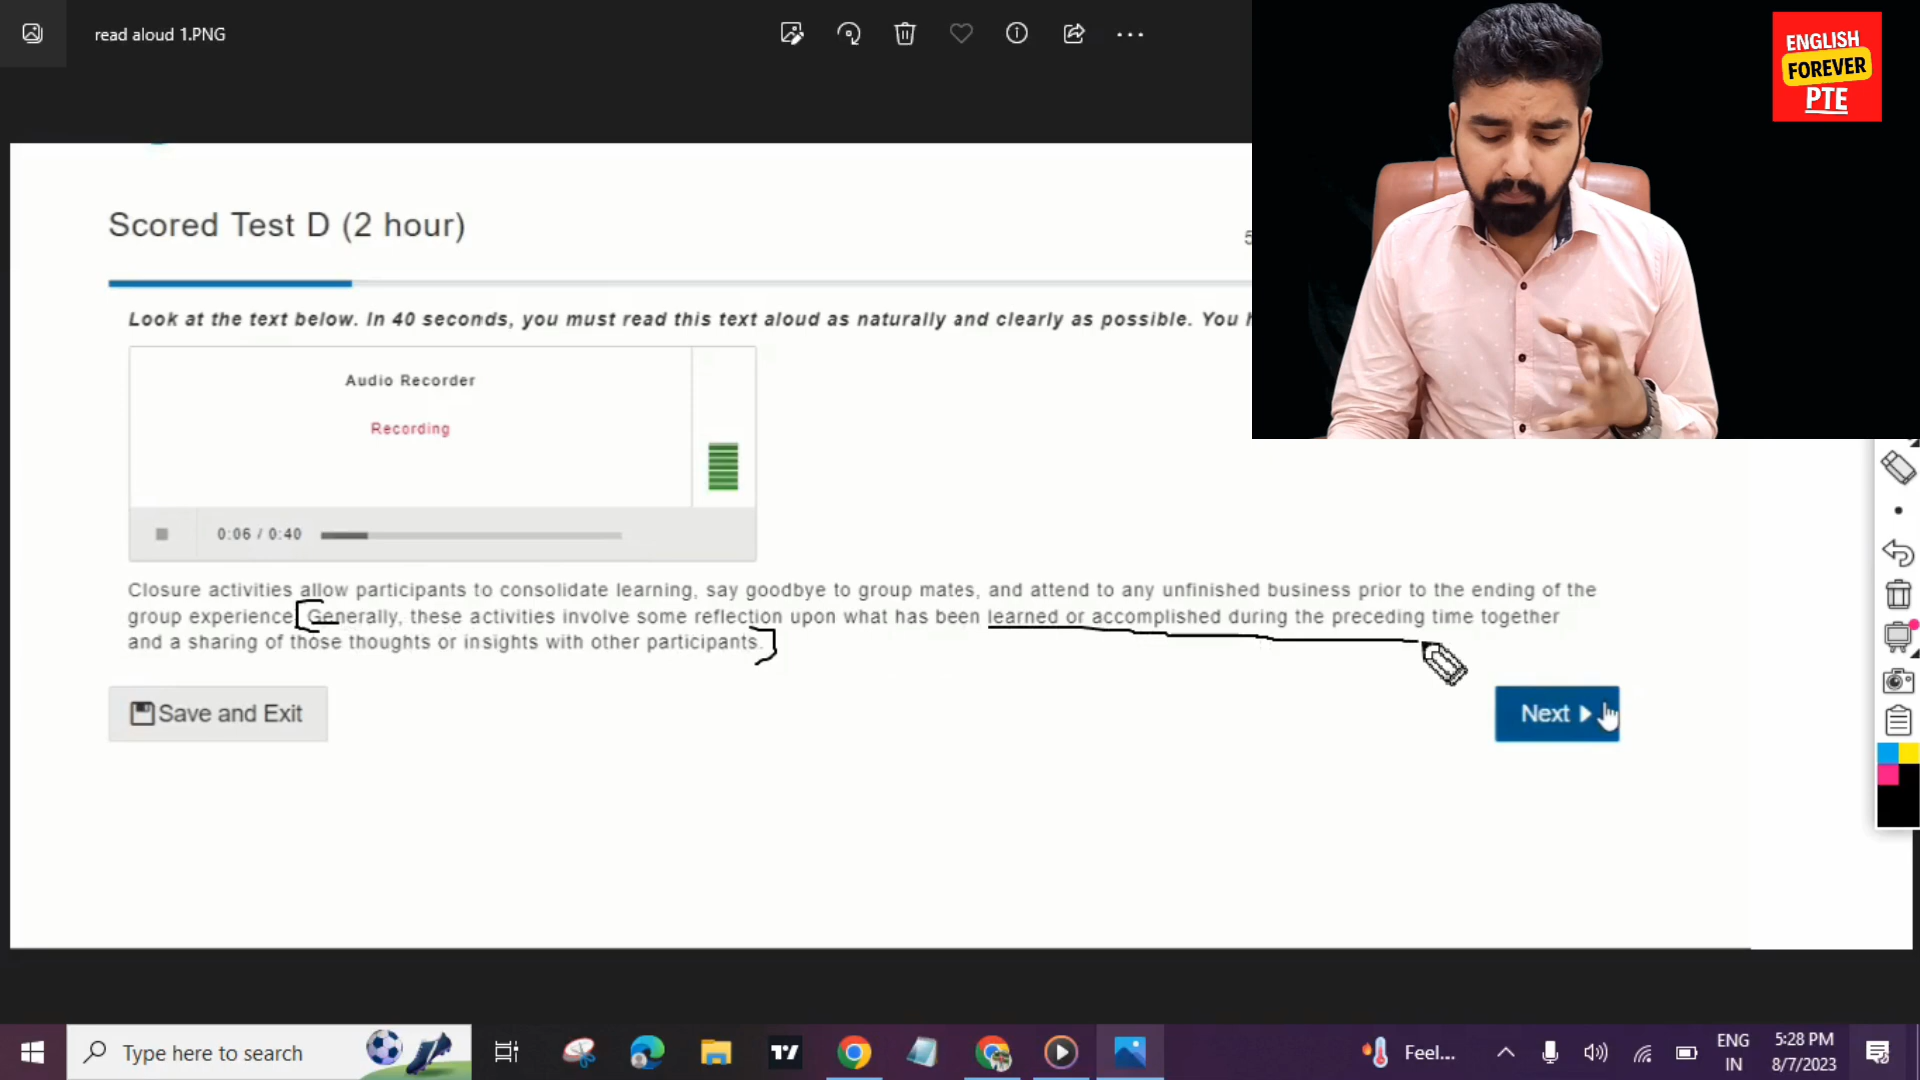 read aloud 1.PNG
ENGLISH
FOREVER
PTE
Scored Test D (2 hour)
5
Look at the text below. In 40 seconds, you must read this text aloud as naturally and clearly as possible. You h
Audio Recorder
Recording
0:06 / 0:40
Closure activities allow participants to consolidate learning, say goodbye to group mates, and attend to any unfinished business prior to the ending of the
group experience. Generally, these activities involve some reflection upon what has been learned or accomplished during the preceding time together
and a sharing of those thoughts or insights with other participants.
Save and Exit
Next
Type here to search
Feel...
ENG
IN
5:28 PM
8/7/2023